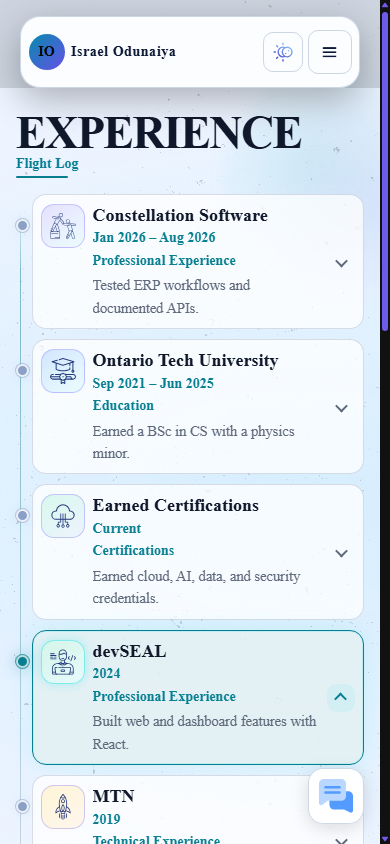 IO
Israel Odunaiya
EXPERIENCE
Flight Log
Constellation Software
Jan 2026 – Aug 2026
Professional Experience
Tested ERP workflows and
documented APIs.
Ontario Tech University
Sep 2021 – Jun 2025
Education
Earned a BSc in CS with a physics
minor.
Earned Certifications
Current
Certifications
Earned cloud, AI, data, and security
credentials.
devSEAL
2024
Professional Experience
Built web and dashboard features with
React.
MTN
2019
Technical Experience